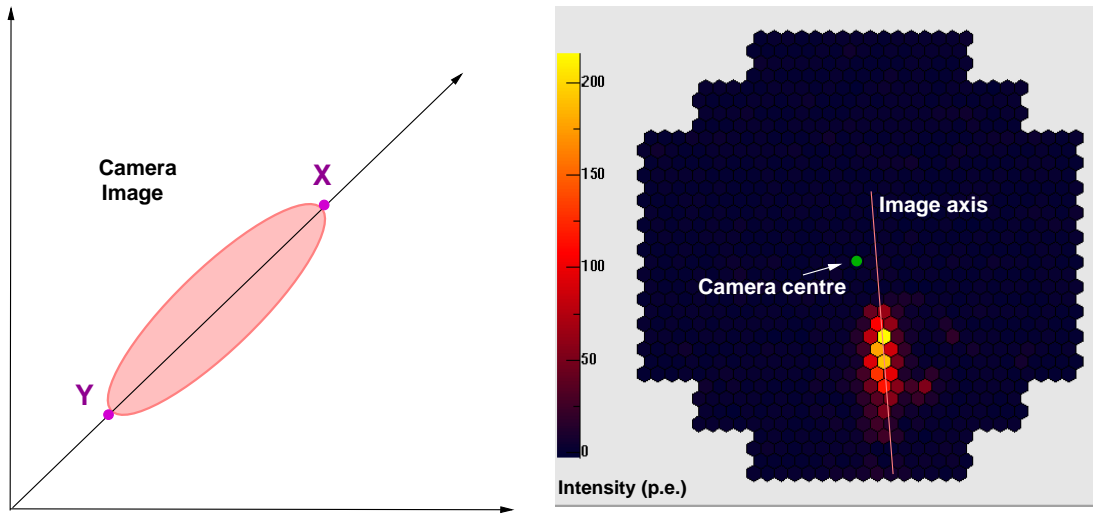 Camera
Image
X
Y
200
150
100
50
0
Image axis
Camera centre
Intensity (p.e.)